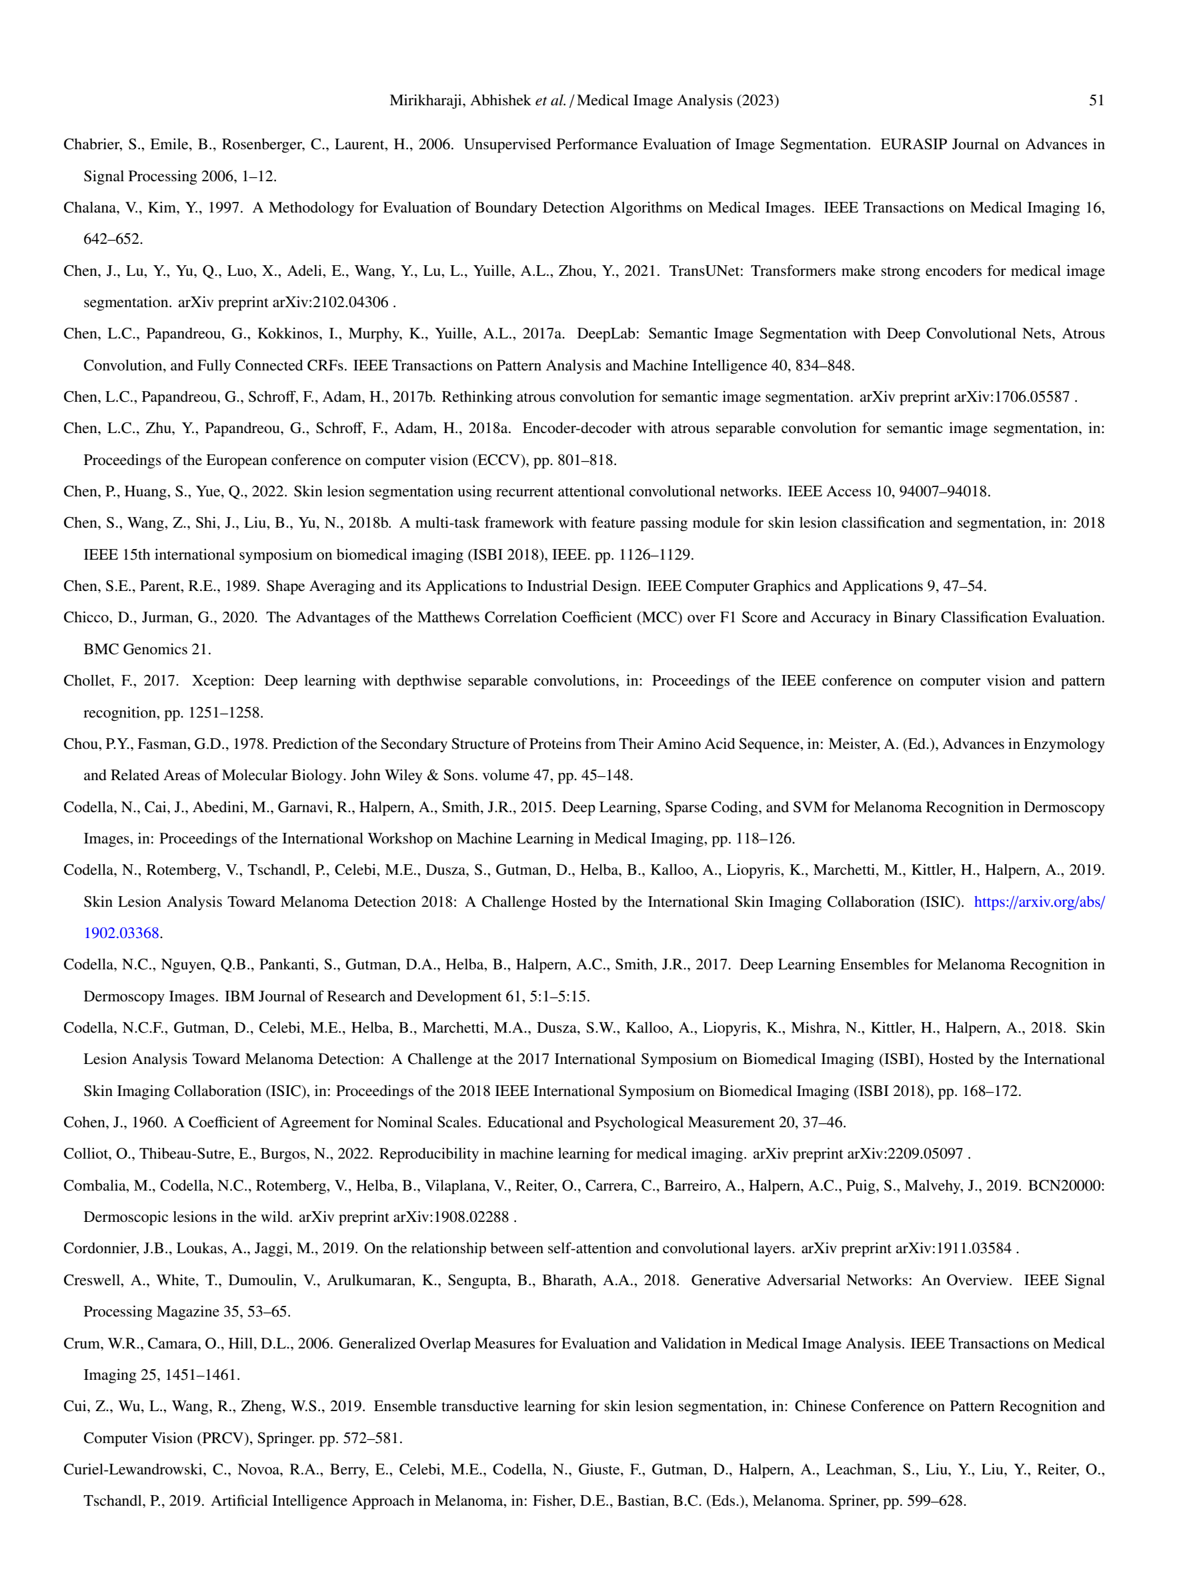 Mirikharaji, Abhishek et al. / Medical Image Analysis (2023)
51
Chabrier, S., Emile, B., Rosenberger, C., Laurent, H., 2006. Unsupervised Performance Evaluation of Image Segmentation. EURASIP Journal on Advances in
Signal Processing 2006, 1–12.
Chalana, V., Kim, Y., 1997. A Methodology for Evaluation of Boundary Detection Algorithms on Medical Images. IEEE Transactions on Medical Imaging 16,
642–652.
Chen, J., Lu, Y., Yu, Q., Luo, X., Adeli, E., Wang, Y., Lu, L., Yuille, A.L., Zhou, Y., 2021. TransUNet: Transformers make strong encoders for medical image
segmentation. arXiv preprint arXiv:2102.04306 .
Chen, L.C., Papandreou, G., Kokkinos, I., Murphy, K., Yuille, A.L., 2017a. DeepLab: Semantic Image Segmentation with Deep Convolutional Nets, Atrous
Convolution, and Fully Connected CRFs. IEEE Transactions on Pattern Analysis and Machine Intelligence 40, 834–848.
Chen, L.C., Papandreou, G., Schroff, F., Adam, H., 2017b. Rethinking atrous convolution for semantic image segmentation. arXiv preprint arXiv:1706.05587 .
Chen, L.C., Zhu, Y., Papandreou, G., Schroff, F., Adam, H., 2018a. Encoder-decoder with atrous separable convolution for semantic image segmentation, in:
Proceedings of the European conference on computer vision (ECCV), pp. 801–818.
Chen, P., Huang, S., Yue, Q., 2022. Skin lesion segmentation using recurrent attentional convolutional networks. IEEE Access 10, 94007–94018.
Chen, S., Wang, Z., Shi, J., Liu, B., Yu, N., 2018b. A multi-task framework with feature passing module for skin lesion classification and segmentation, in: 2018
IEEE 15th international symposium on biomedical imaging (ISBI 2018), IEEE. pp. 1126–1129.
Chen, S.E., Parent, R.E., 1989. Shape Averaging and its Applications to Industrial Design. IEEE Computer Graphics and Applications 9, 47–54.
Chicco, D., Jurman, G., 2020. The Advantages of the Matthews Correlation Coefficient (MCC) over F1 Score and Accuracy in Binary Classification Evaluation.
BMC Genomics 21.
Chollet, F., 2017. Xception: Deep learning with depthwise separable convolutions, in: Proceedings of the IEEE conference on computer vision and pattern
recognition, pp. 1251–1258.
Chou, P.Y., Fasman, G.D., 1978. Prediction of the Secondary Structure of Proteins from Their Amino Acid Sequence, in: Meister, A. (Ed.), Advances in Enzymology
and Related Areas of Molecular Biology. John Wiley & Sons. volume 47, pp. 45–148.
Codella, N., Cai, J., Abedini, M., Garnavi, R., Halpern, A., Smith, J.R., 2015. Deep Learning, Sparse Coding, and SVM for Melanoma Recognition in Dermoscopy
Images, in: Proceedings of the International Workshop on Machine Learning in Medical Imaging, pp. 118–126.
Codella, N., Rotemberg, V., Tschandl, P., Celebi, M.E., Dusza, S., Gutman, D., Helba, B., Kalloo, A., Liopyris, K., Marchetti, M., Kittler, H., Halpern, A., 2019.
Skin Lesion Analysis Toward Melanoma Detection 2018: A Challenge Hosted by the International Skin Imaging Collaboration (ISIC). https://arxiv.org/abs/
1902.03368.
Codella, N.C., Nguyen, Q.B., Pankanti, S., Gutman, D.A., Helba, B., Halpern, A.C., Smith, J.R., 2017. Deep Learning Ensembles for Melanoma Recognition in
Dermoscopy Images. IBM Journal of Research and Development 61, 5:1–5:15.
Codella, N.C.F., Gutman, D., Celebi, M.E., Helba, B., Marchetti, M.A., Dusza, S.W., Kalloo, A., Liopyris, K., Mishra, N., Kittler, H., Halpern, A., 2018. Skin
Lesion Analysis Toward Melanoma Detection: A Challenge at the 2017 International Symposium on Biomedical Imaging (ISBI), Hosted by the International
Skin Imaging Collaboration (ISIC), in: Proceedings of the 2018 IEEE International Symposium on Biomedical Imaging (ISBI 2018), pp. 168–172.
Cohen, J., 1960. A Coefficient of Agreement for Nominal Scales. Educational and Psychological Measurement 20, 37–46.
Colliot, O., Thibeau-Sutre, E., Burgos, N., 2022. Reproducibility in machine learning for medical imaging. arXiv preprint arXiv:2209.05097 .
Combalia, M., Codella, N.C., Rotemberg, V., Helba, B., Vilaplana, V., Reiter, O., Carrera, C., Barreiro, A., Halpern, A.C., Puig, S., Malvehy, J., 2019. BCN20000:
Dermoscopic lesions in the wild. arXiv preprint arXiv:1908.02288 .
Cordonnier, J.B., Loukas, A., Jaggi, M., 2019. On the relationship between self-attention and convolutional layers. arXiv preprint arXiv:1911.03584 .
Creswell, A., White, T., Dumoulin, V., Arulkumaran, K., Sengupta, B., Bharath, A.A., 2018. Generative Adversarial Networks: An Overview. IEEE Signal
Processing Magazine 35, 53–65.
Crum, W.R., Camara, O., Hill, D.L., 2006. Generalized Overlap Measures for Evaluation and Validation in Medical Image Analysis. IEEE Transactions on Medical
Imaging 25, 1451–1461.
Cui, Z., Wu, L., Wang, R., Zheng, W.S., 2019. Ensemble transductive learning for skin lesion segmentation, in: Chinese Conference on Pattern Recognition and
Computer Vision (PRCV), Springer. pp. 572–581.
Curiel-Lewandrowski, C., Novoa, R.A., Berry, E., Celebi, M.E., Codella, N., Giuste, F., Gutman, D., Halpern, A., Leachman, S., Liu, Y., Liu, Y., Reiter, O.,
Tschandl, P., 2019. Artificial Intelligence Approach in Melanoma, in: Fisher, D.E., Bastian, B.C. (Eds.), Melanoma. Spriner, pp. 599–628.